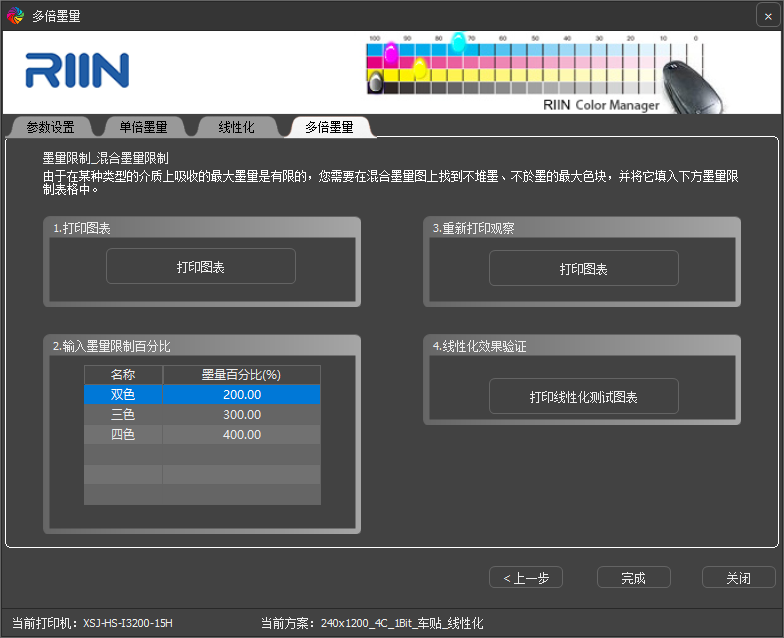 多倍墨量
RIIN
100 90 80 70 60 50 40 30 20 10 0
RIIN Color Manager
参数设置 单倍墨量 线性化 多倍墨量
墨量限制_混合墨量限制
由于在某种类型的介质上吸收的最大墨量是有限的，您需要在混合墨量图上找到不堆墨、不於墨的最大色块，并将它填入下方墨量限
制表格中。
1.打印图表
打印图表
3.重新打印观察
打印图表
2.输入墨量限制百分比
名称 墨量百分比(%)
双色 200.00
三色 300.00
四色 400.00
4.线性化效果验证
打印线性化测试图表
<上一步 完成 关闭
当前打印机：XSJ-HS-I3200-15H 当前方案：240x1200_4C_1Bit_车贴_线性化